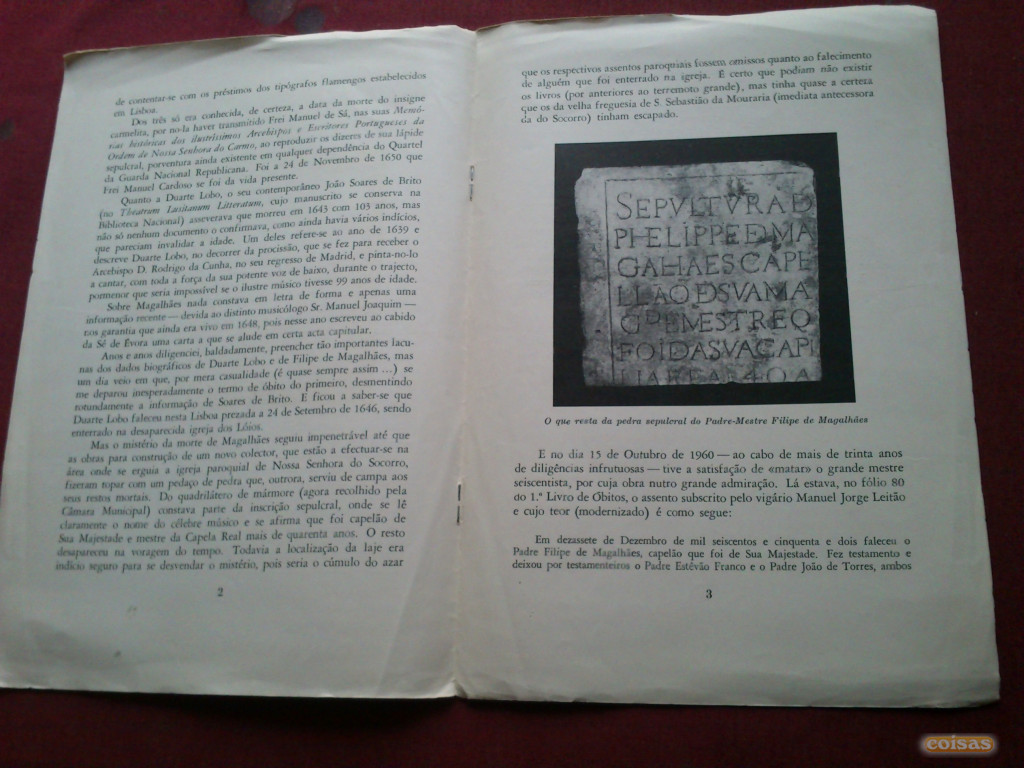 de contentar-se com os préstimos dos tipógrafos flamengos estabelecidos
em Lisboa.
Dos três só era conhecida, de certeza, a data da morte do insigne
carmelita, por no-la haver transmitido Frei Manuel de Sá, nas suas Memó-
rias históricas dos ilustríssimos Arcebispos e Escritores Portugueses da
Ordem de Nossa Senhora do Carmo, ao reproduzir os dizeres de sua lápide
sepulcral, porventura ainda existente em qualquer dependência do Quartel
da Guarda Nacional Republicana. Foi a 24 de Novembro de 1650 que
Frei Manuel Cardoso se foi da vida presente.
Quanto a Duarte Lobo, o seu contemporâneo João Soares de Brito
(no Theatrum Lusitanum Litteratum, cujo manuscrito se conserva na
Biblioteca Nacional) asseverava que morreu em 1643 com 103 anos, mas
não só nenhum documento o confirmava, como ainda havia vários indícios,
que pareciam invalidar a idade. Um deles refere-se ao ano de 1639 e
descreve Duarte Lobo, no decorrer da procissão, que se fez para receber o
Arcebispo D. Rodrigo da Cunha, no seu regresso de Madrid, e pinta-no-lo
a cantar, com toda a força da sua potente voz de baixo, durante o trajecto,
pormenor que seria impossível se o ilustre músico tivesse 99 anos de idade.
Sobre Magalhães nada constava em letra de forma e apenas uma
informação recente — devida ao distinto musicólogo Sr. Manuel Joaquim —
nos garantia que ainda era vivo em 1648, pois nesse ano escreveu ao cabido
da Sé de Évora uma carta a que se alude em certa acta capitular.
Anos e anos diligenciei, baldadamente, preencher tão importantes lacu-
nas dos dados biográficos de Duarte Lobo e de Filipe de Magalhães, mas
um dia veio em que, por mera casualidade (é quase sempre assim ...) se
me deparou inesperadamente o termo de óbito do primeiro, desmentindo
rotundamente a informação de Soares de Brito. E ficou a saber-se que
Duarte Lobo faleceu nesta Lisboa prezada a 24 de Setembro de 1646, sendo
enterrado na desaparecida igreja dos Lóios.
Mas o mistério da morte de Magalhães seguiu impenetrável até que
as obras para construção de um novo colector, que estão a efectuar-se na
área onde se erguia a igreja paroquial de Nossa Senhora do Socorro,
fizeram topar com um pedaço de pedra que, outrora, serviu de campa aos
seus restos mortais. Do quadrilátero de mármore (agora recolhido pela
Câmara Municipal) constava parte da inscrição sepulcral, onde se lê
claramente o nome do célebre músico e se afirma que foi capelão de
Sua Majestade e mestre da Capela Real mais de quarenta anos. O resto
desapareceu na voragem do tempo. Todavia a localização da laje era
indício seguro para se desvendar o mistério, pois seria o cúmulo do azar
2
que os respectivos assentos paroquiais fossem omissos quanto ao falecimento
de alguém que foi enterrado na igreja. É certo que podiam não existir
os livros (por anteriores ao terremoto grande), mas tinha quase a certeza
que os da velha freguesia de S. Sebastião da Mouraria (imediata antecessora
da do Socorro) tinham escapado.
SEPVLTVRA D
PHELIPPE D MA
GALHAES CAPE
LLAÕ D SVA MA
G.DE E MESTRE Q
FOI DA SVA CAPI
O que resta da pedra sepulcral do Padre-Mestre Filipe de Magalhães
E no dia 15 de Outubro de 1960 — ao cabo de mais de trinta anos
de diligências infrutuosas — tive a satisfação de «matar» o grande mestre
seiscentista, por cuja obra nutro grande admiração. Lá estava, no fólio 80
do 1.º Livro de Óbitos, o assento subscrito pelo vigário Manuel Jorge Leitão
e cujo teor (modernizado) é como segue:
Em dezassete de Dezembro de mil seiscentos e cinquenta e dois faleceu o
Padre Filipe de Magalhães, capelão que foi de Sua Majestade. Fez testamento e
deixou por testamenteiros o Padre Estêvão Franco e o Padre João de Torres, ambos
3
coisas